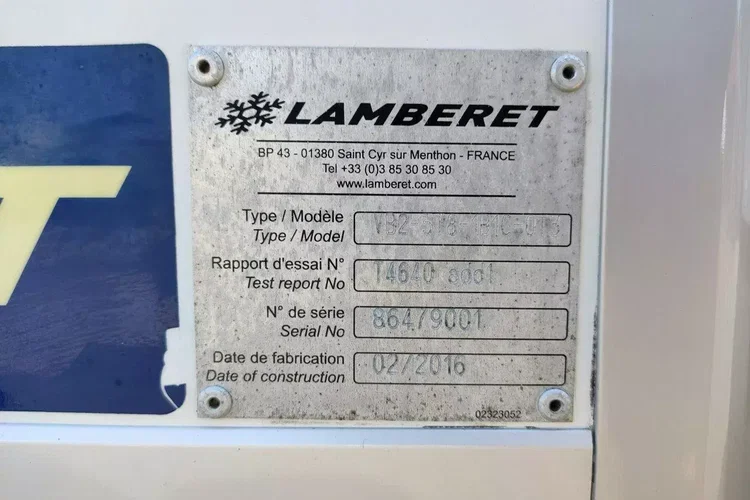 LAMBERET
BP 43 - 01380 Saint Cyr sur Menthon - FRANCE
Tel +33 (0)3 85 30 85 30
www.lamberet.com
Type / Modèle
Type / Model
VB2
Rapport d'essai N°
Test report No
T4640
N° de série
Serial No
864/9001
Date de fabrication
Date of construction
02/2016
02323052
T